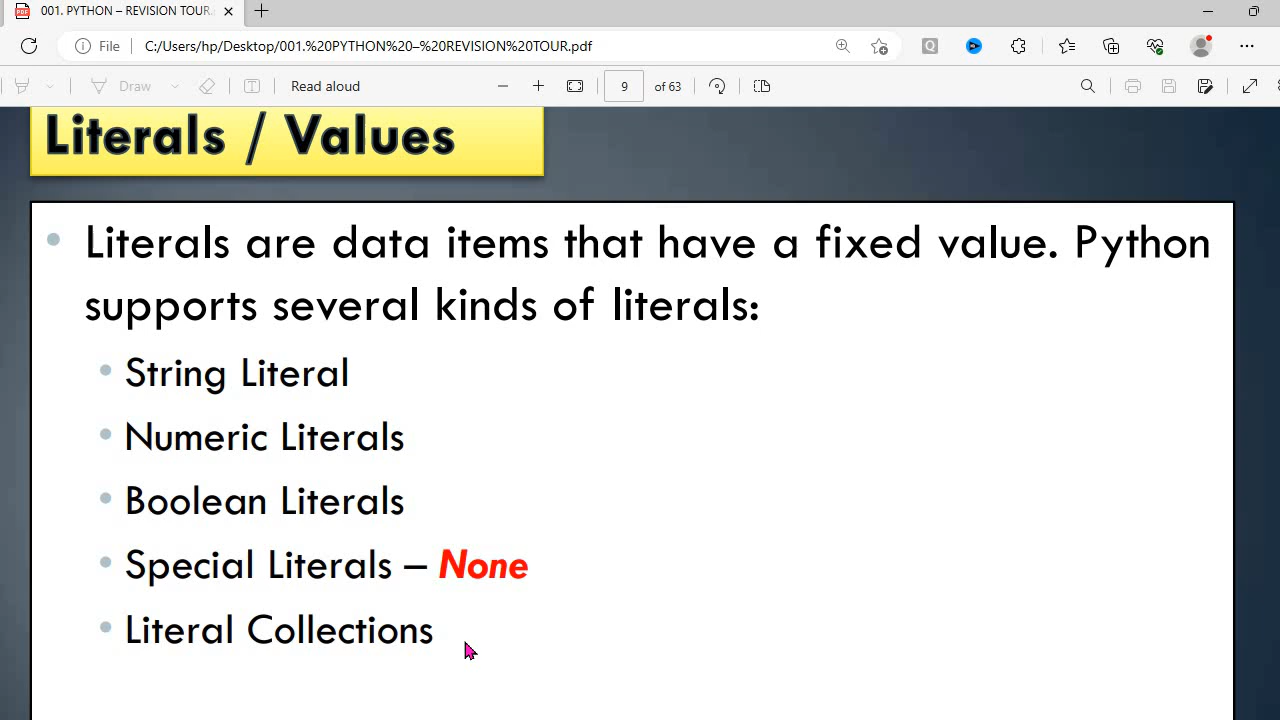 001. PYTHON – REVISION TOUR.
File
C:/Users/hp/Desktop/001.%20PYTHON%20–%20REVISION%20TOUR.pdf
Draw
Read aloud
9
of 63
Literals / Values
Literals are data items that have a fixed value. Python
supports several kinds of literals:
String Literal
Numeric Literals
Boolean Literals
Special Literals – None
Literal Collections